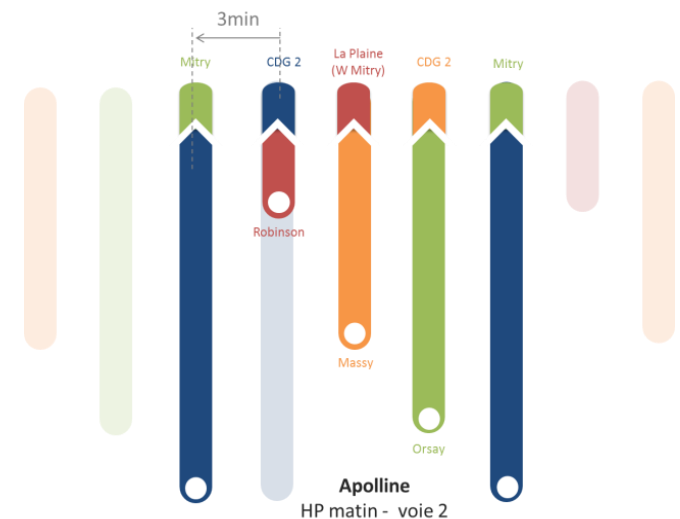 3min
Mitry
CDG 2
La Plaine
(W Mitry)
CDG 2
Mitry
Robinson
Massy
Orsay
Apolline
HP matin - voie 2